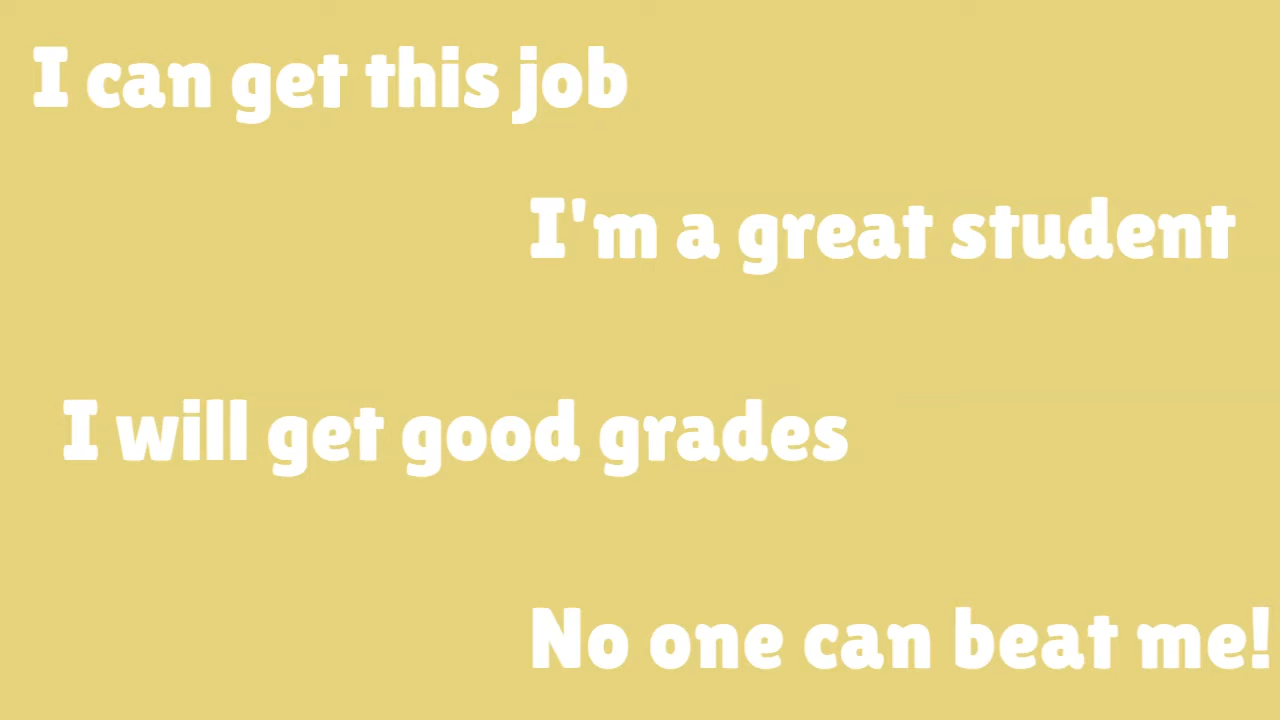 I can get this job
I'm a great student
I will get good grades
No one can beat me!